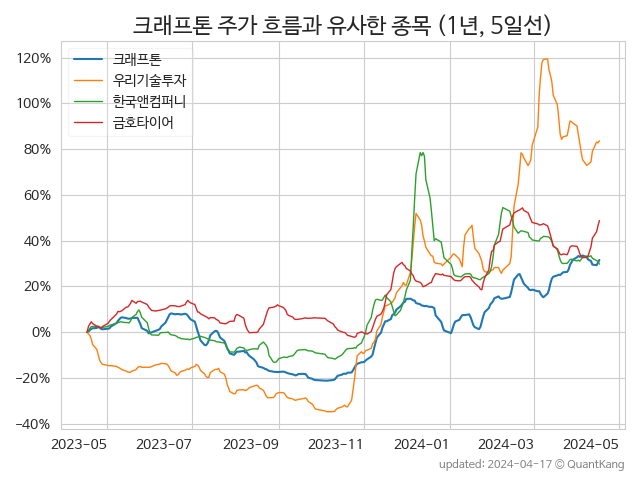 크래프톤 주가 흐름과 유사한 종목 (1년, 5일선)
크래프톤
우리기술투자
한국앤컴퍼니
금호타이어
120%
100%
80%
60%
40%
20%
0%
−20%
−40%
2023-05 2023-07 2023-09 2023-11 2024-01 2024-03 2024-05
updated: 2024-04-17 © QuantKang